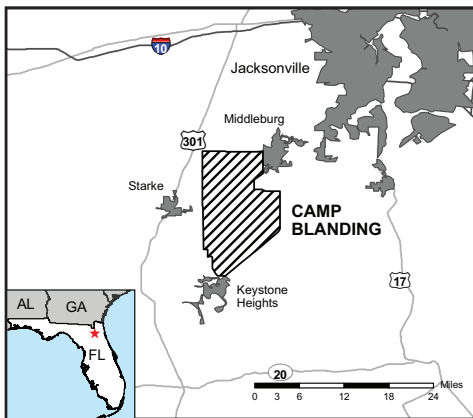 10
Jacksonville
Middleburg
301
Starke
CAMP
BLANDING
Keystone
Heights
17
AL
GA
FL
20
Miles
0 3 6 12 18 24